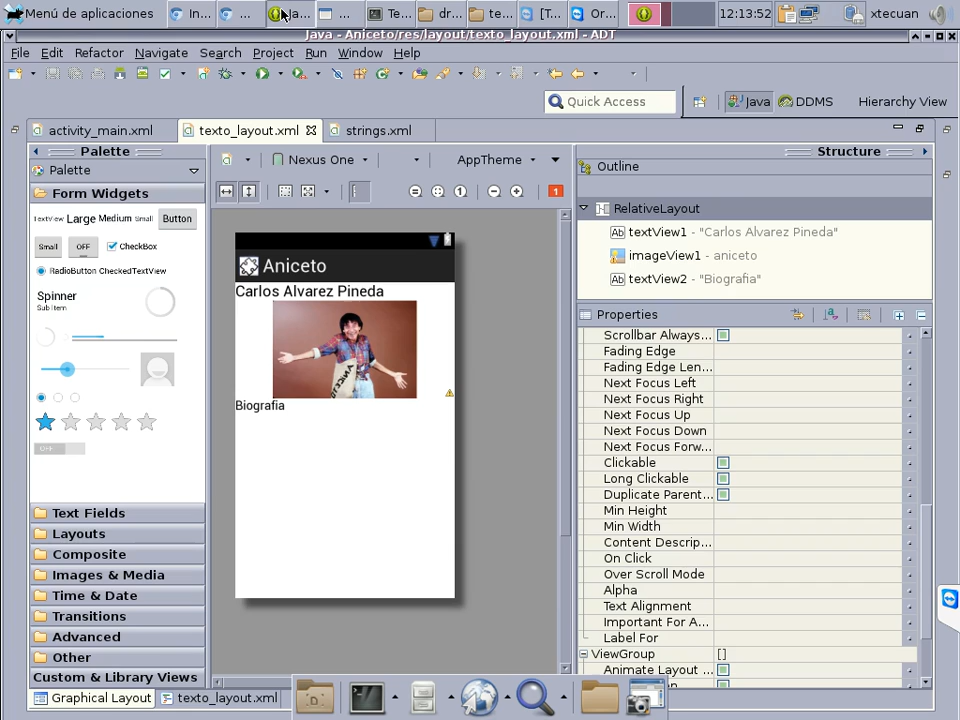 Menú de aplicaciones
In...
...
Ja...
...
Te...
dr...
te...
[T...
Or...
12:13:52
xtecuan
Java - Aniceto/res/layout/texto_layout.xml - ADT
File Edit Refactor Navigate Search Project Run Window Help
Quick Access
Java
DDMS
Hierarchy View
activity_main.xml
texto_layout.xml
strings.xml
Palette
Palette
Form Widgets
TextView Large Medium Small Button
Small OFF CheckBox
RadioButton CheckedTextView
Spinner
Sub Item
OFF
Text Fields
Layouts
Composite
Images & Media
Time & Date
Transitions
Advanced
Other
Custom & Library Views
Graphical Layout
texto_layout.xml
Nexus One
AppTheme
1
1
Aniceto
Carlos Alvarez Pineda
Biografia
Structure
Outline
RelativeLayout
Ab textView1 - "Carlos Alvarez Pineda"
imageView1 - aniceto
Ab textView2 - "Biografia"
Properties
Scrollbar Always...
Fading Edge
Fading Edge Len...
Next Focus Left
Next Focus Right
Next Focus Up
Next Focus Down
Next Focus Forw...
Clickable
Long Clickable
Duplicate Parent...
Min Height
Min Width
Content Descrip...
On Click
Over Scroll Mode
Alpha
Text Alignment
Important For A...
Label For
ViewGroup []
Animate Layout ...